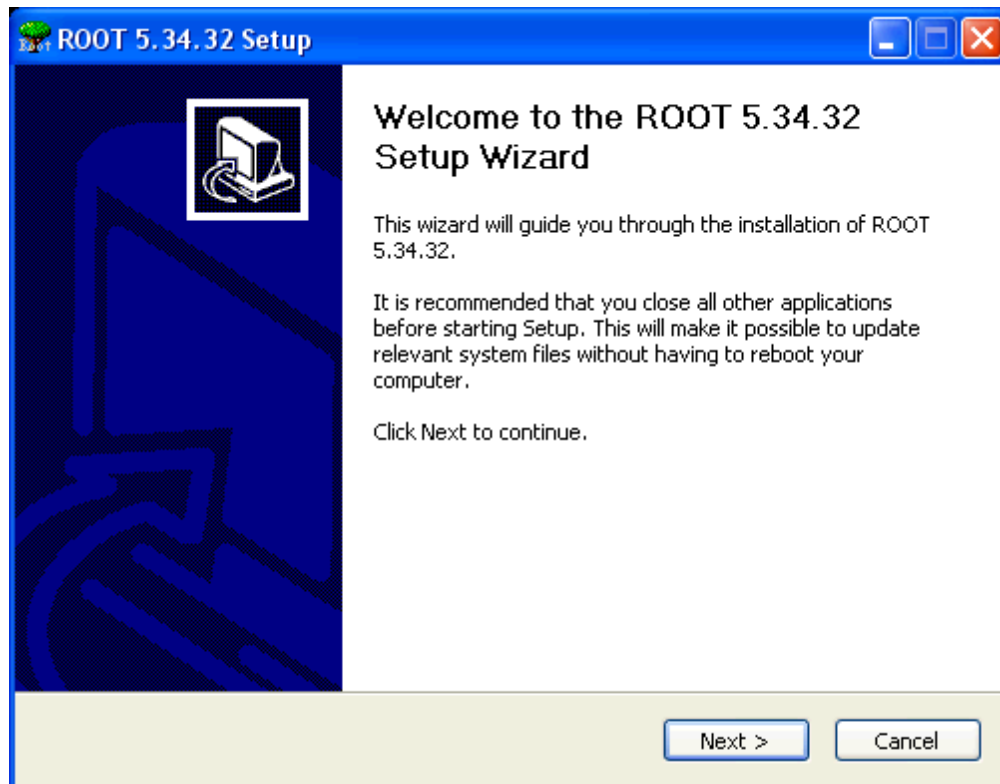 ROOT 5.34.32 Setup
Welcome to the ROOT 5.34.32
Setup Wizard
This wizard will guide you through the installation of ROOT
5.34.32.
It is recommended that you close all other applications
before starting Setup. This will make it possible to update
relevant system files without having to reboot your
computer.
Click Next to continue.
Next >
Cancel